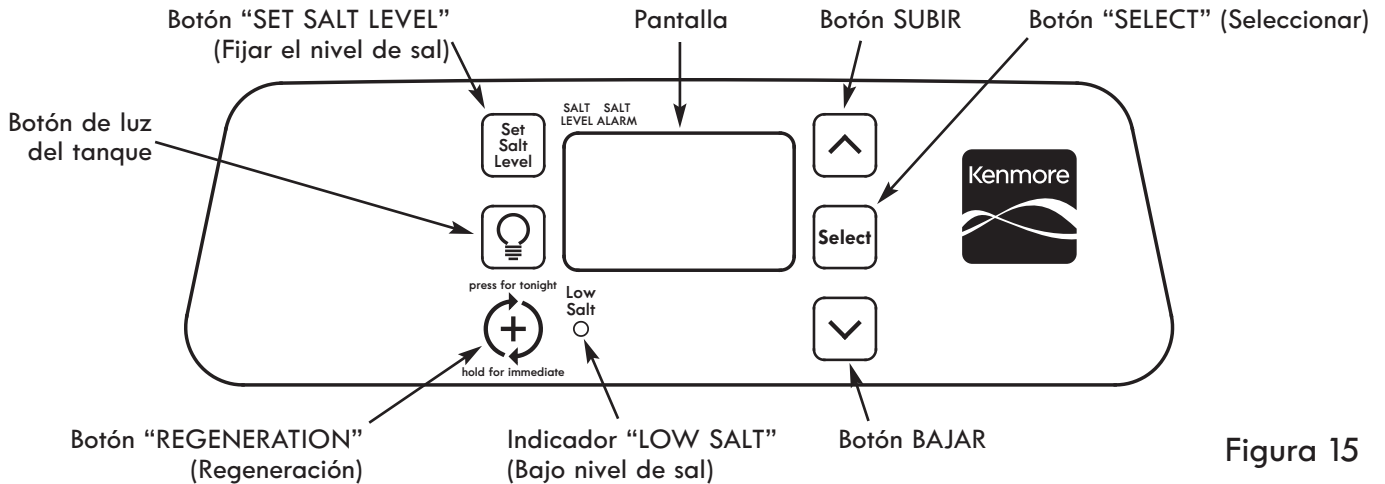 Botón “SET SALT LEVEL”
(Fijar el nivel de sal)
Pantalla
Botón SUBIR
Botón “SELECT” (Seleccionar)
Botón de luz
del tanque
Set
Salt
Level
SALT SALT
LEVEL ALARM
Kenmore
Select
press for tonight
Low
Salt
hold for immediate
Botón “REGENERATION”
(Regeneración)
Indicador “LOW SALT”
(Bajo nivel de sal)
Botón BAJAR
Figura 15